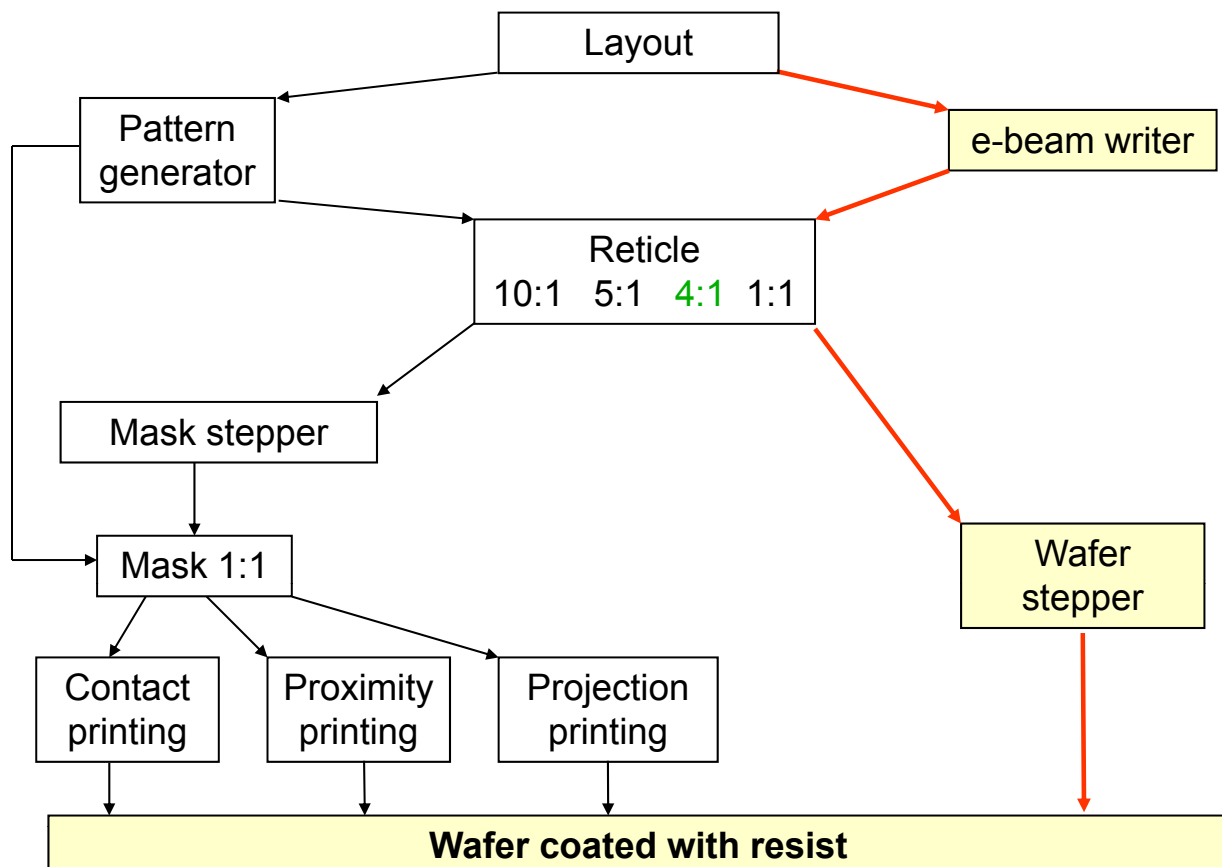 Layout
Pattern
generator
e-beam writer
Reticle
10:1 5:1 4:1 1:1
Mask stepper
Mask 1:1
Wafer
stepper
Contact
printing
Proximity
printing
Projection
printing
Wafer coated with resist